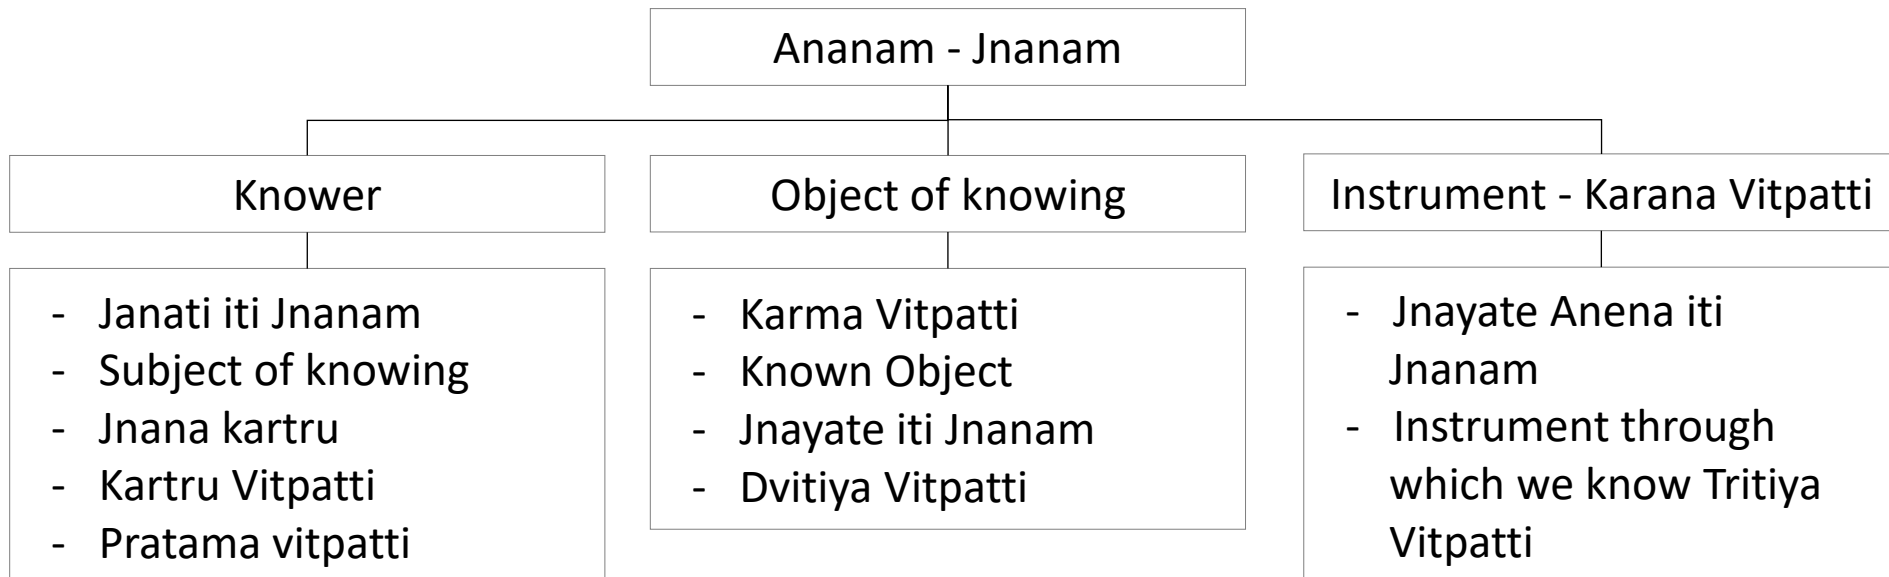 Ananam - Jnanam
Knower
- Janati iti Jnanam
- Subject of knowing
- Jnana kartru
- Kartru Vitpatti
- Pratama vitpatti
Object of knowing
- Karma Vitpatti
- Known Object
- Jnayate iti Jnanam
- Dvitiya Vitpatti
Instrument - Karana Vitpatti
- Jnayate Anena iti
Jnanam
- Instrument through
which we know Tritiya
Vitpatti